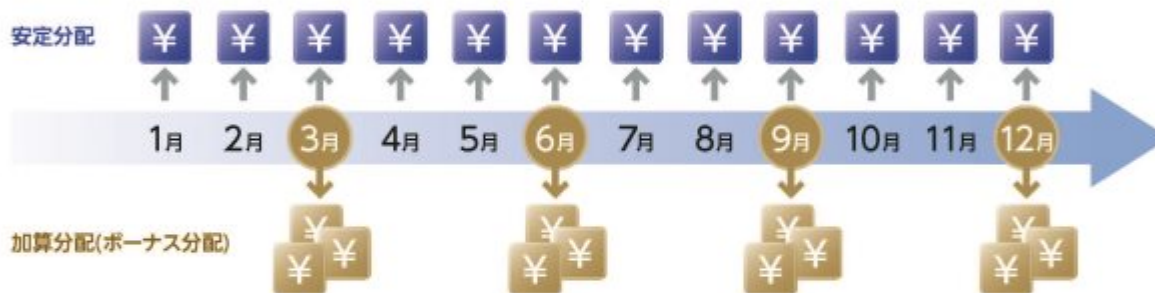 安定分配
¥ ¥ ¥ ¥ ¥ ¥ ¥ ¥ ¥ ¥ ¥ ¥
1月 2月 3月 4月 5月 6月 7月 8月 9月 10月 11月 12月
加算分配(ボーナス分配)
¥ ¥ ¥ ¥ ¥ ¥ ¥ ¥ ¥ ¥ ¥ ¥